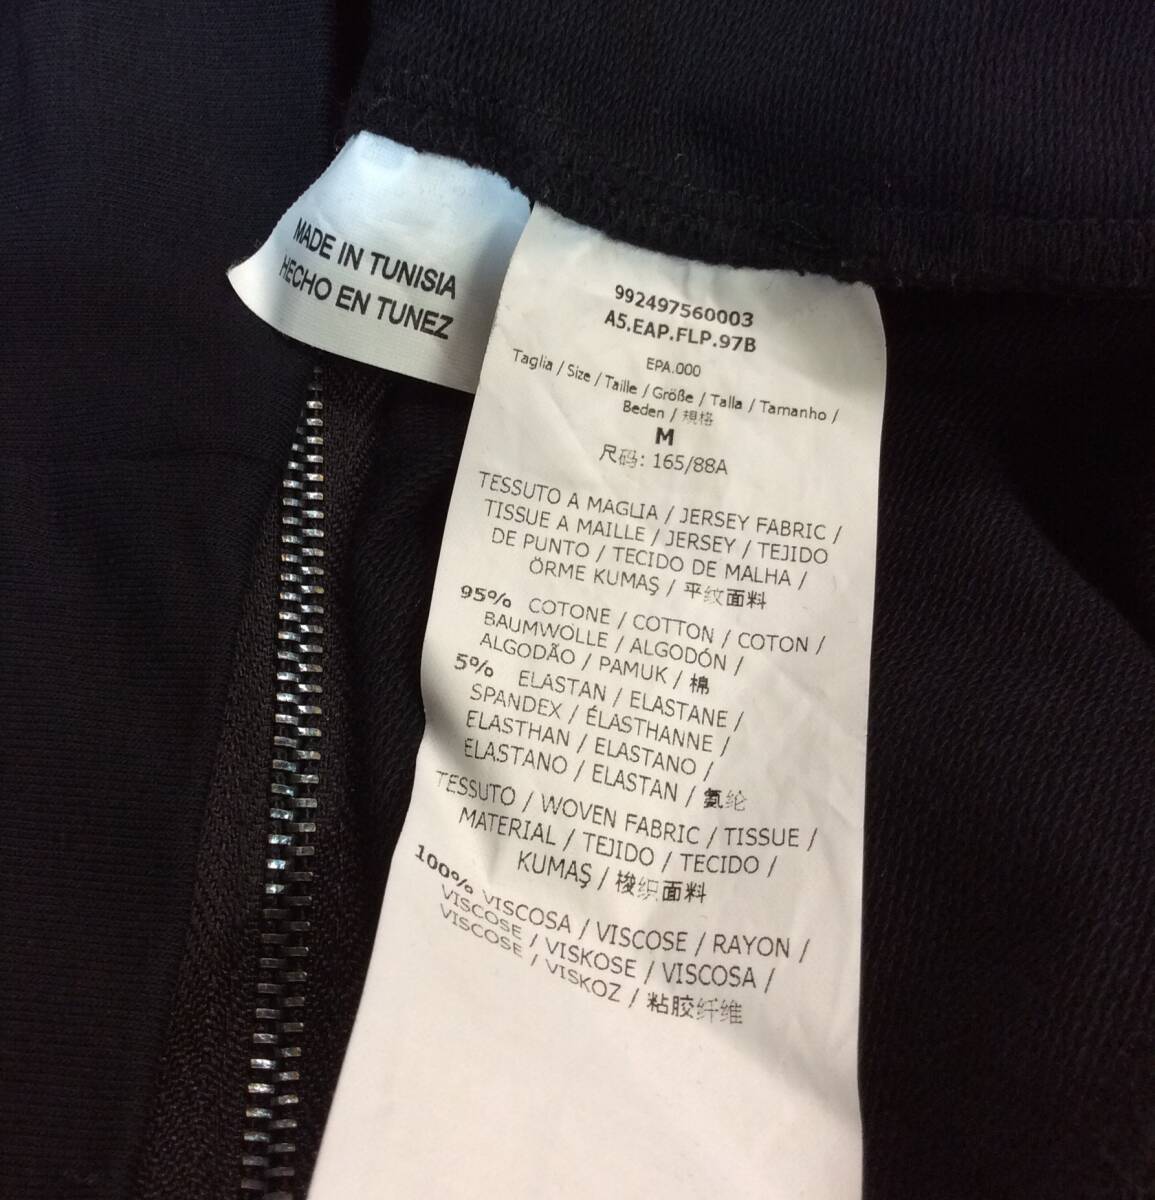 MADE IN TUNISIA
HECHO EN TUNEZ
992497560003
A5.EAP.FLP.97B
EPA.000
Taglia / Size / Taille / Größe / Talla / Tamanho /
Beden / 規格
M
尺码: 165/88A
TESSUTO A MAGLIA / JERSEY FABRIC /
TISSUE A MAILLE / JERSEY / TEJIDO
DE PUNTO / TECIDO DE MALHA /
ÖRME KUMAŞ / 平纹面料
95% COTONE / COTTON / COTON /
BAUMWOLLE / ALGODÓN /
ALGODÃO / PAMUK / 棉
5% ELASTAN / ELASTANE /
SPANDEX / ÉLASTHANNE /
ELASTHAN / ELASTANO /
ELASTANO / ELASTAN / 氨纶
TESSUTO / WOVEN FABRIC / TISSUE /
MATERIAL / TEJIDO / TECIDO /
KUMAŞ / 梭织面料
100% VISCOSA / VISCOSE / RAYON /
VISCOSE / VISKOSE / VISCOSA /
VISCOSE / VISKOZ / 粘胶纤维